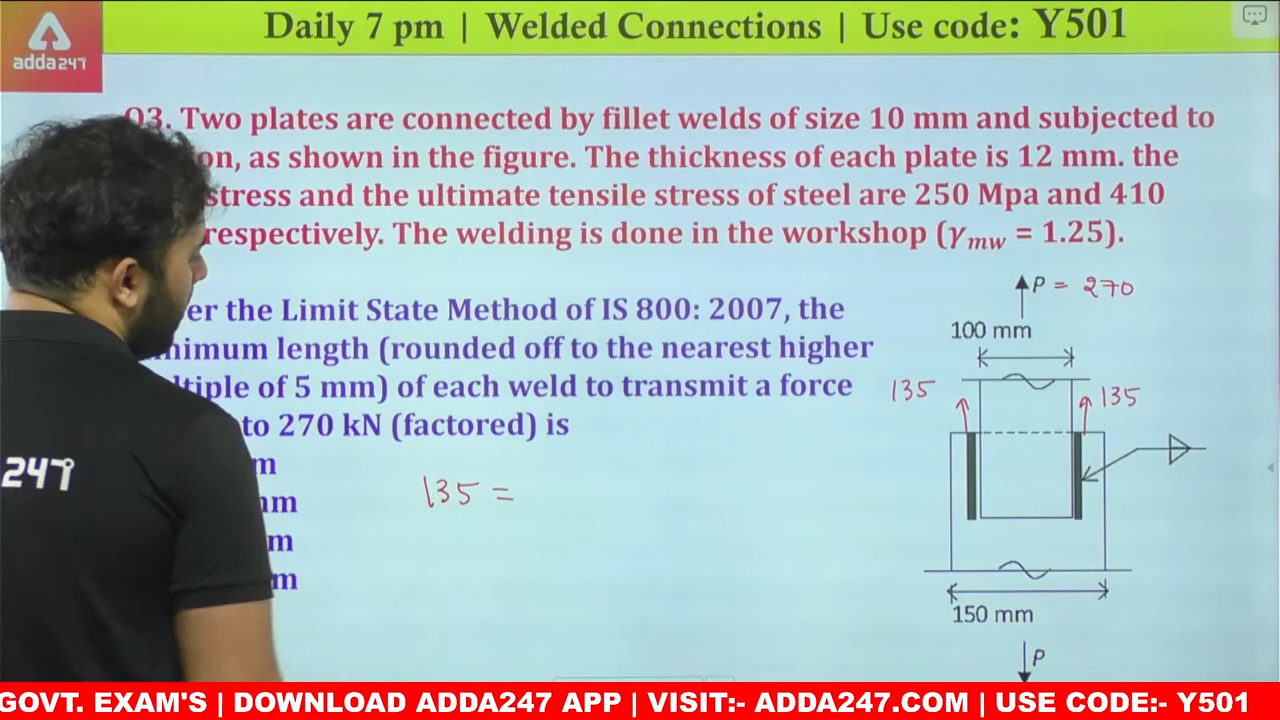 Daily 7 pm | Welded Connections | Use code: Y501
adda247
Q3. Two plates are connected by fillet welds of size 10 mm and subjected to
on, as shown in the figure. The thickness of each plate is 12 mm. the
stress and the ultimate tensile stress of steel are 250 Mpa and 410
respectively. The welding is done in the workshop (γmw = 1.25).
er the Limit State Method of IS 800: 2007, the
nimum length (rounded off to the nearest higher
ltiple of 5 mm) of each weld to transmit a force
to 270 kN (factored) is
m
mm
m
m
135 =
P = 270
100 mm
135
135
150 mm
P
247
GOVT. EXAM'S | DOWNLOAD ADDA247 APP | VISIT:- ADDA247.COM | USE CODE:- Y501